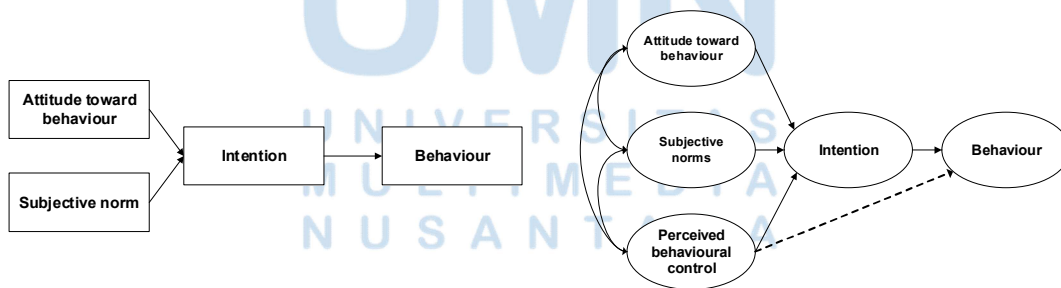 UMN
UNIVERSITAS
MULTIMEDIA
NUSANTARA
Attitude toward
behaviour
Subjective norm
Intention
Behaviour
Attitude toward
behaviour
Subjective
norms
Perceived
behavioural
control
Intention
Behaviour